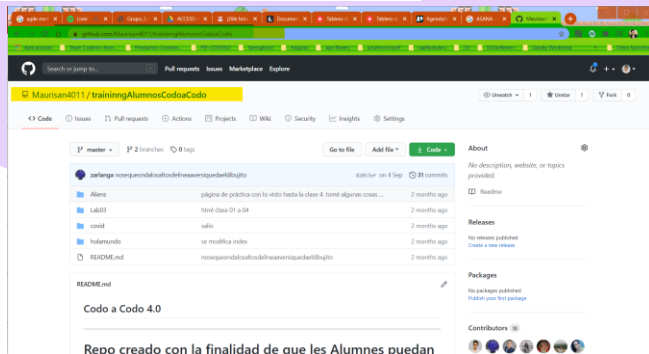 github.com/Maurisan4011/traininngAlumnosCodoaCodo
Search or jump to...
Pull requests Issues Marketplace Explore
Maurisan4011 / traininngAlumnosCodoaCodo
Unwatch 1 Unstar 1 Fork 0
Code Issues Pull requests Actions Projects Wiki Security Insights Settings
master 2 branches 0 tags Go to file Add file Code
zarlanga nosequeondalosaltosdelineaaversiquedaeldibujito on 4 Sep 31 commits
Aliens página de práctica con lo visto hasta la clase 4. tomé algunas cosas ... 2 months ago
Lab03 html clase 01 a 04 2 months ago
covid valio 2 months ago
holamundo se modifica index 2 months ago
README.md nosequeondalosaltosdelineaaversiquedaeldibujito 2 months ago
README.md
Codo a Codo 4.0
Repo creado con la finalidad de que les Alumnes puedan
About
No description, website, or topics
provided.
Readme
Releases
No releases published
Create a new release
Packages
No packages published
Publish your first package
Contributors